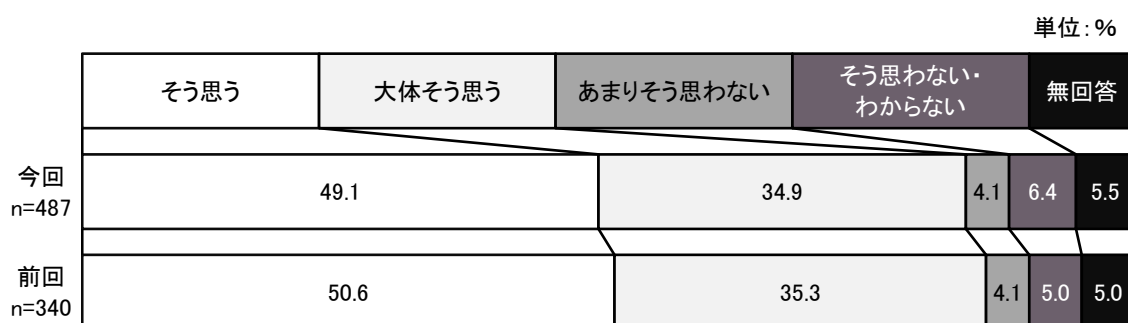 単位:%
そう思う
大体そう思う
あまりそう思わない
そう思わない・
わからない
無回答
今回
n=487
49.1
34.9
4.1
6.4
5.5
前回
n=340
50.6
35.3
4.1
5.0
5.0